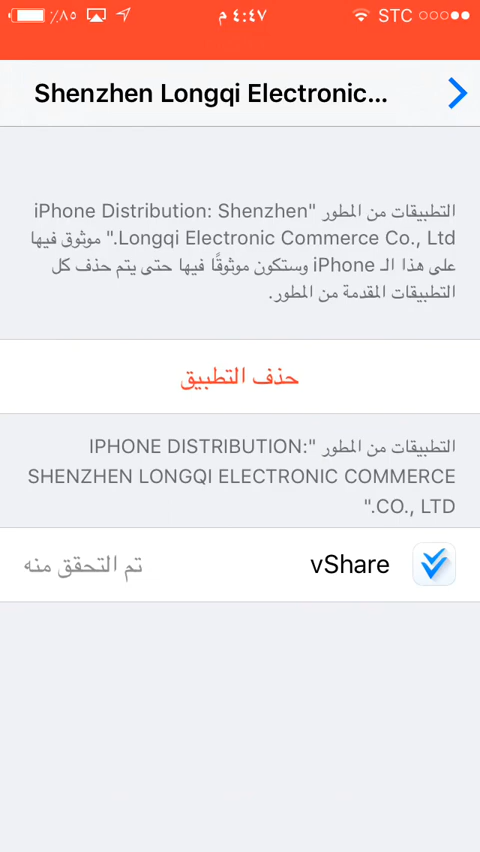 ٪٨٥ ٤:٤٧ م STC
Shenzhen Longqi Electronic...
التطبيقات من المطور "iPhone Distribution: Shenzhen
Longqi Electronic Commerce Co., Ltd." موثوق فيها
على هذا الـ iPhone وستكون موثوقًا فيها حتى يتم حذف كل
التطبيقات المقدمة من المطور.
حذف التطبيق
التطبيقات من المطور "IPHONE DISTRIBUTION:
SHENZHEN LONGQI ELECTRONIC COMMERCE
CO., LTD."
vShare تم التحقق منه